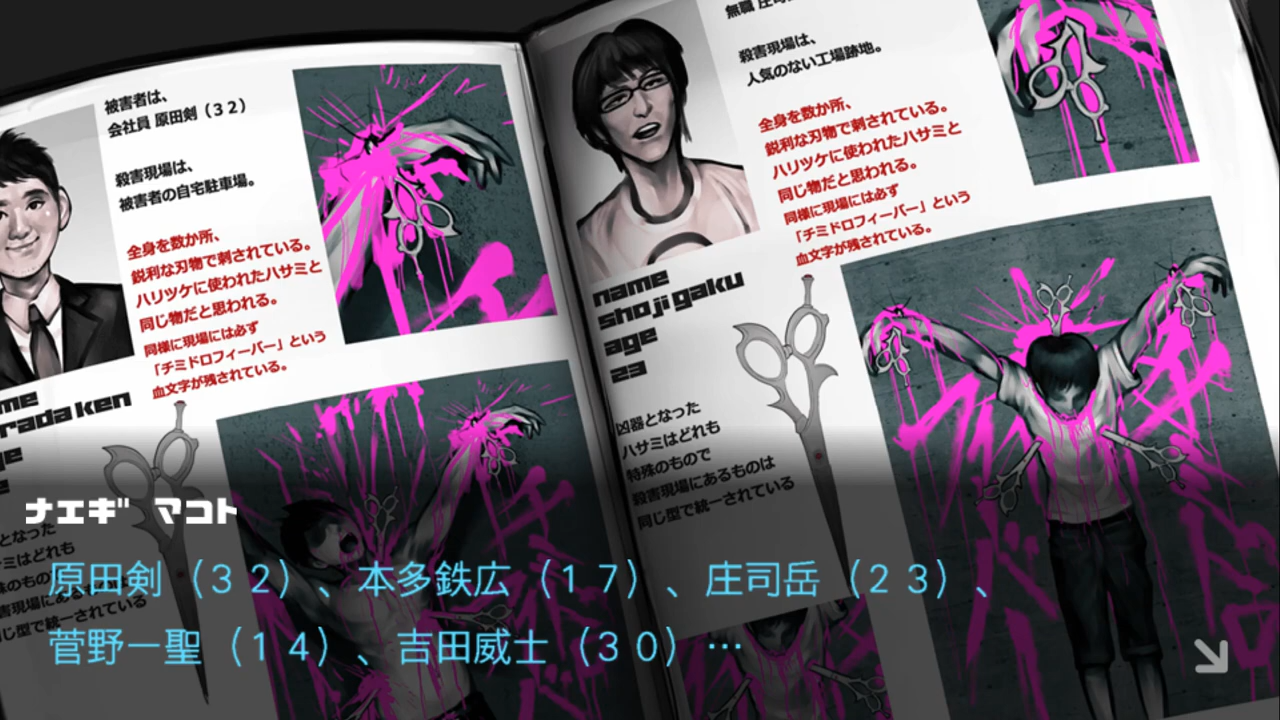 被害者は、
会社員 原田剣（３２）
殺害現場は、
被害者の自宅駐車場。
全身を数か所、
鋭利な刃物で刺されている。
ハリツケに使われたハサミと
同じ物だと思われる。
同様に現場には必ず
「チミドロフィーバー」という
血文字が残されている。
rada ken
無職 庄司
殺害現場は、
人気のない工場跡地。
全身を数か所、
鋭利な刃物で刺されている。
ハリツケに使われたハサミと
同じ物だと思われる。
同様に現場には必ず
「チミドロフィーバー」という
血文字が残されている。
name
shoji gaku
age
23
凶器となった
ハサミはどれも
特殊のもので
殺害現場にあるものは
同じ型で統一されている
ナエギ マコト
原田剣（３２）、本多鉄広（１７）、庄司岳（２３）、
菅野一聖（１４）、吉田威士（３０）…